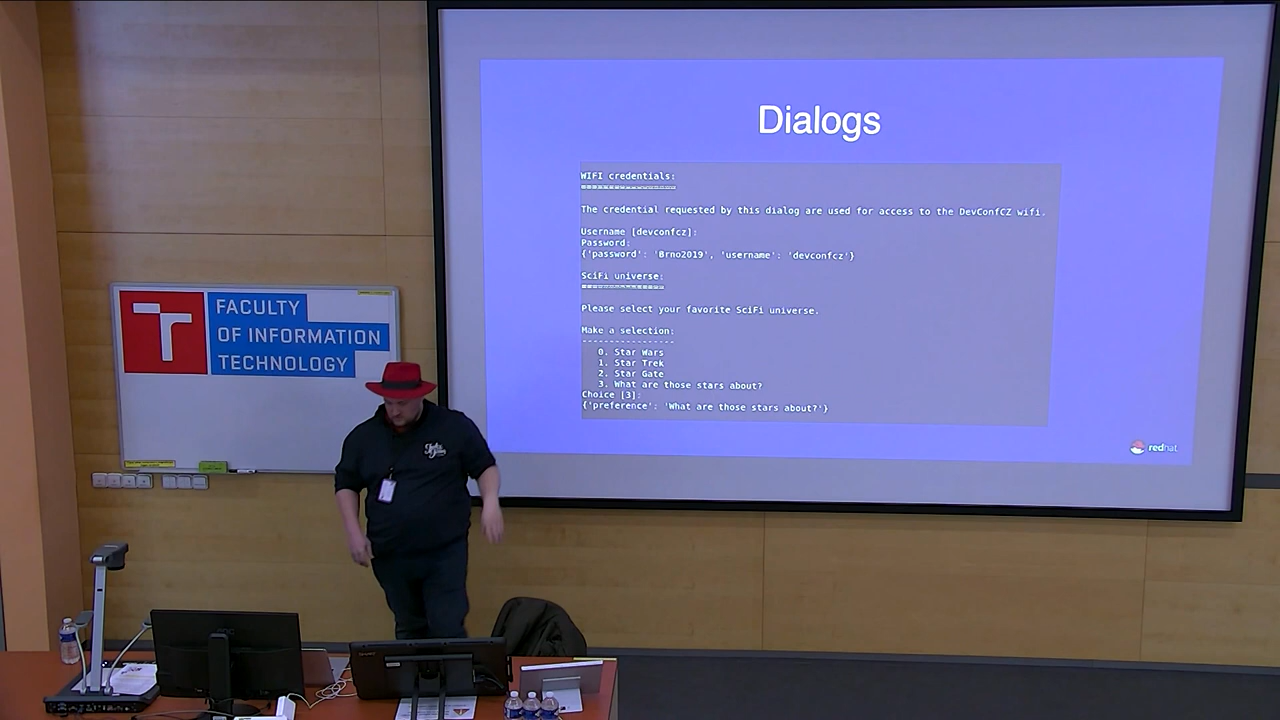 Dialogs
WIFI credentials:
The credential requested by this dialog are used for access to the DevConfCZ wifi.
Username [devconfcz]:
Password:
{'password': 'Brno2019', 'username': 'devconfcz'}
SciFi universe:
Please select your favorite SciFi universe.
Make a selection:
0. Star Wars
1. Star Trek
2. Star Gate
3. What are those stars about?
Choice [3]:
{'preference': 'What are those stars about?'}
redhat
FACULTY
OF INFORMATION
TECHNOLOGY